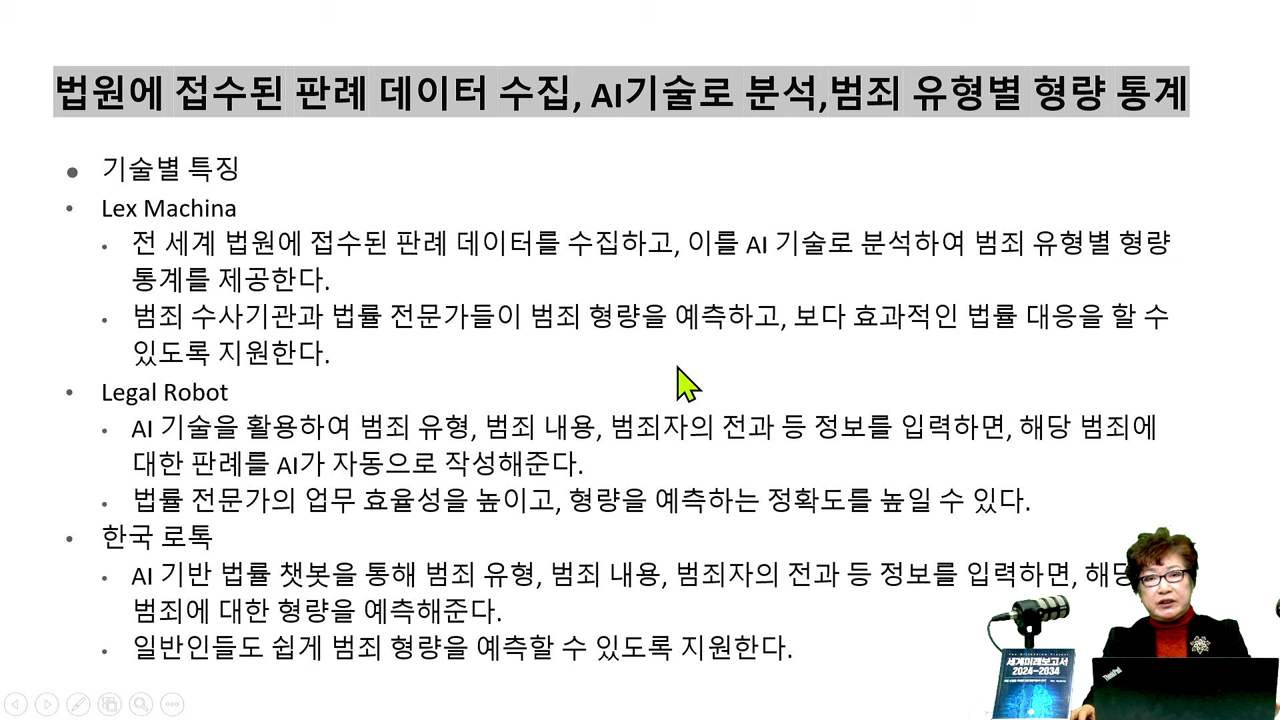 법원에 접수된 판례 데이터 수집, AI기술로 분석,범죄 유형별 형량 통계
기술별 특징
Lex Machina
전 세계 법원에 접수된 판례 데이터를 수집하고, 이를 AI 기술로 분석하여 범죄 유형별 형량
통계를 제공한다.
범죄 수사기관과 법률 전문가들이 범죄 형량을 예측하고, 보다 효과적인 법률 대응을 할 수
있도록 지원한다.
Legal Robot
AI 기술을 활용하여 범죄 유형, 범죄 내용, 범죄자의 전과 등 정보를 입력하면, 해당 범죄에
대한 판례를 AI가 자동으로 작성해준다.
법률 전문가의 업무 효율성을 높이고, 형량을 예측하는 정확도를 높일 수 있다.
한국 로톡
AI 기반 법률 챗봇을 통해 범죄 유형, 범죄 내용, 범죄자의 전과 등 정보를 입력하면, 해당
범죄에 대한 형량을 예측해준다.
일반인들도 쉽게 범죄 형량을 예측할 수 있도록 지원한다.
세계미래보고서
2024-2034
ThinkPad